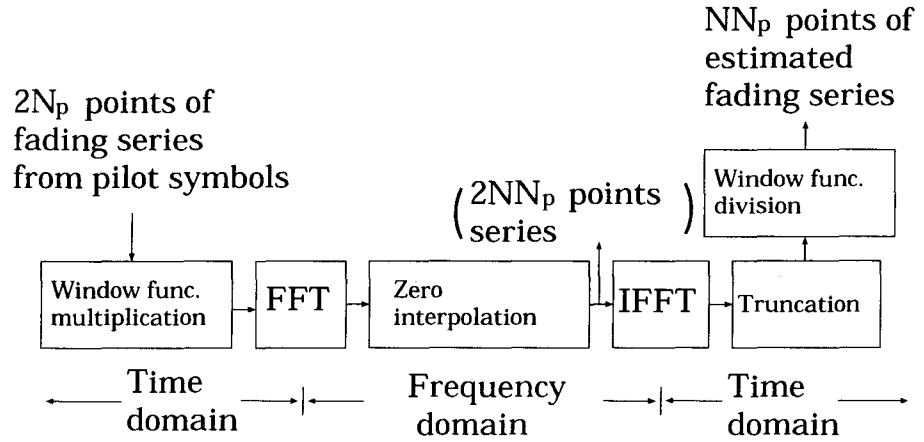 2Np points of
fading series
from pilot symbols
NNp points of
estimated
fading series
(2NNp points
series)
Window func.
division
Window func.
multiplication
FFT
Zero
interpolation
IFFT
Truncation
Time
domain
Frequency
domain
Time
domain